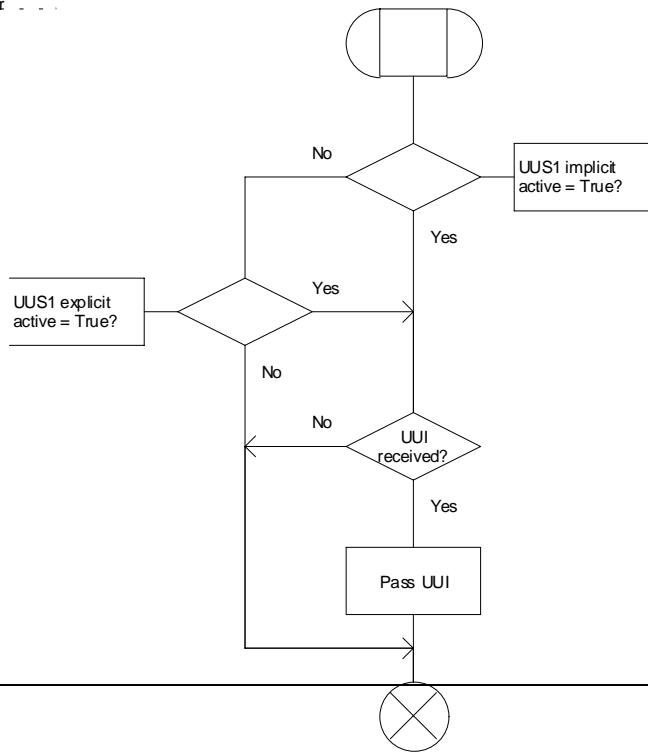 No
UUS1 implicit
active = True?
Yes
UUS1 explicit
active = True?
Yes
No
No
UUI
received?
Yes
Pass UUI